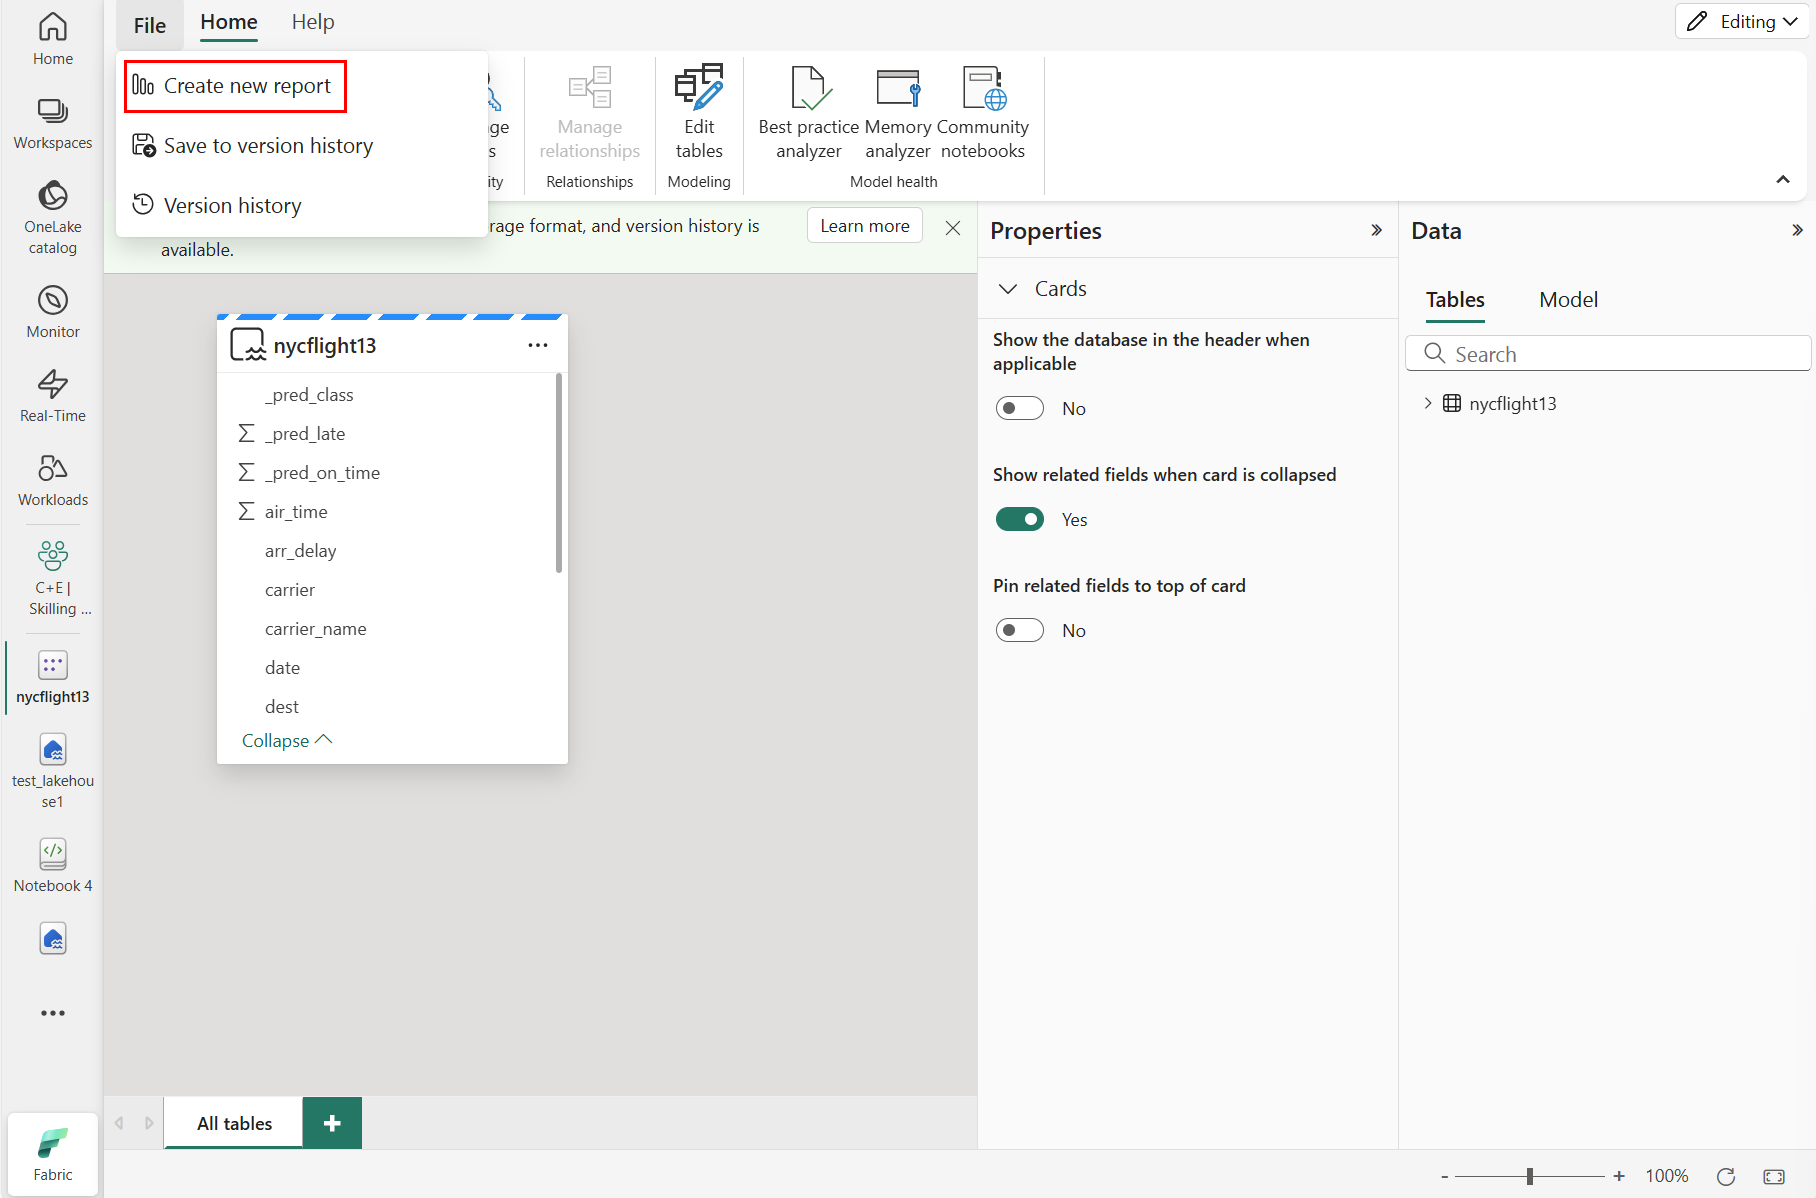 File
Home
Help
Editing
Home
Workspaces
OneLake
catalog
Monitor
Real-Time
Workloads
C+E |
Skilling ...
nycflight13
test_lakehou
se1
Notebook 4
Fabric
Create new report
Save to version history
Version history
ge
s
ity
Manage
relationships
Relationships
Edit
tables
Modeling
Best practice
analyzer
Memory
analyzer
Community
notebooks
Model health
rage format, and version history is
available.
Learn more
nycflight13
_pred_class
_pred_late
_pred_on_time
air_time
arr_delay
carrier
carrier_name
date
dest
Collapse
All tables
Properties
Cards
Show the database in the header when
applicable
No
Show related fields when card is collapsed
Yes
Pin related fields to top of card
No
Data
Tables
Model
Search
nycflight13
- + 100%